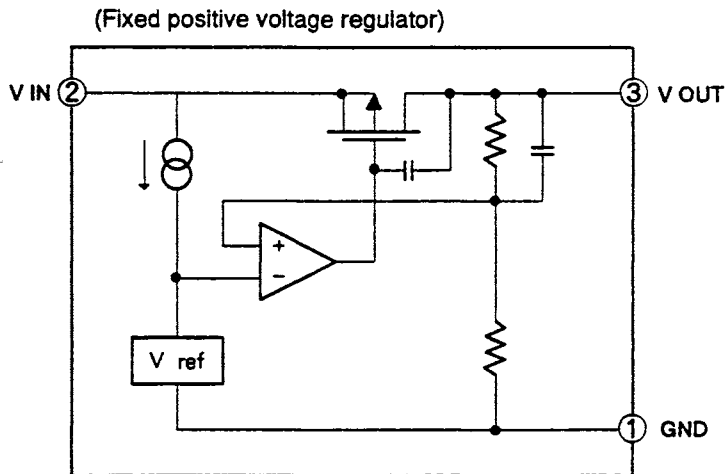 (Fixed positive voltage regulator)
V IN 2
3 V OUT
+
−
V ref
1 GND